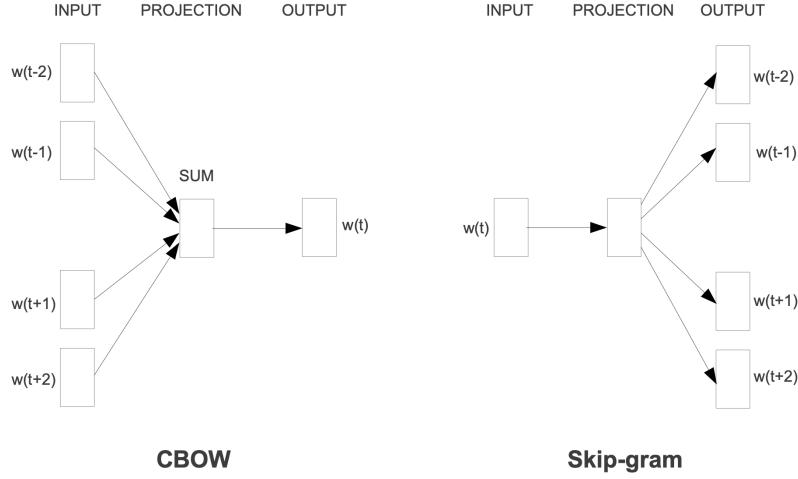 INPUT PROJECTION OUTPUT
w(t-2)
w(t-1)
SUM
w(t)
w(t+1)
w(t+2)
CBOW
INPUT PROJECTION OUTPUT
w(t-2)
w(t-1)
w(t)
w(t+1)
w(t+2)
Skip-gram